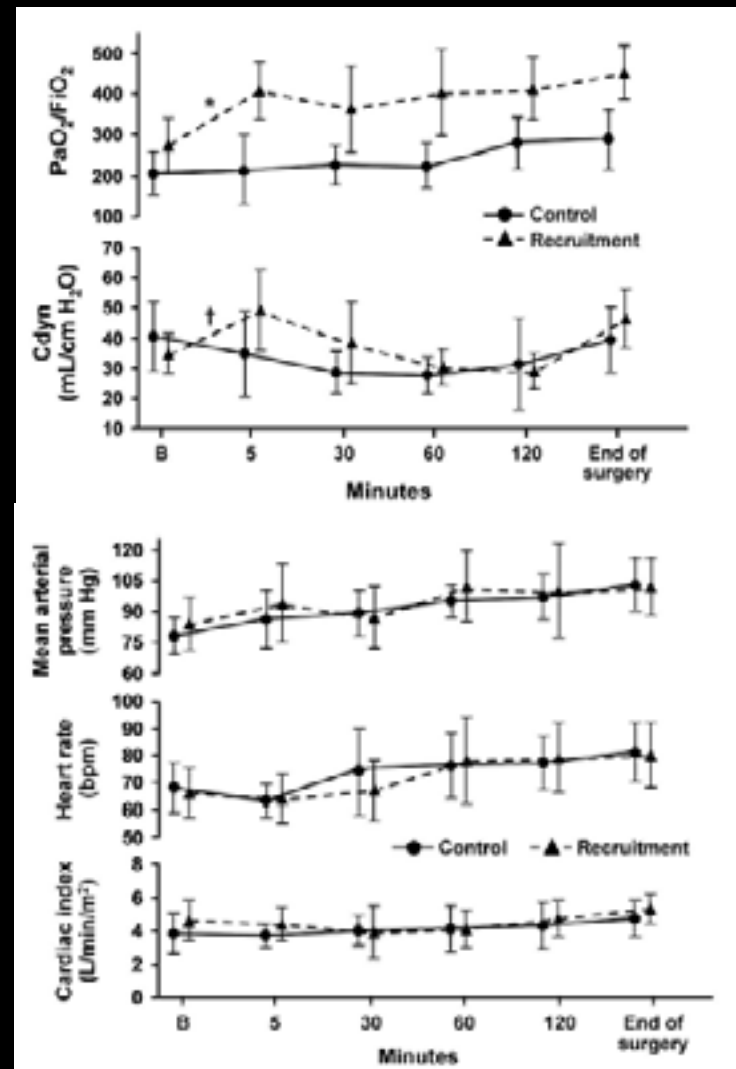 PaO₂/FiO₂
500
400
300
200
100
*
Control
Recruitment
Cdyn
(mL/cm H₂O)
70
60
50
40
30
20
10
†
B 5 30 60 120 End of
surgery
Minutes
Mean arterial
pressure
(mm Hg)
120
105
90
75
60
Heart rate
(bpm)
100
90
80
70
60
50
Control Recruitment
Cardiac index
(L/min/m²)
8
6
4
2
0
B 5 30 60 120 End of
surgery
Minutes